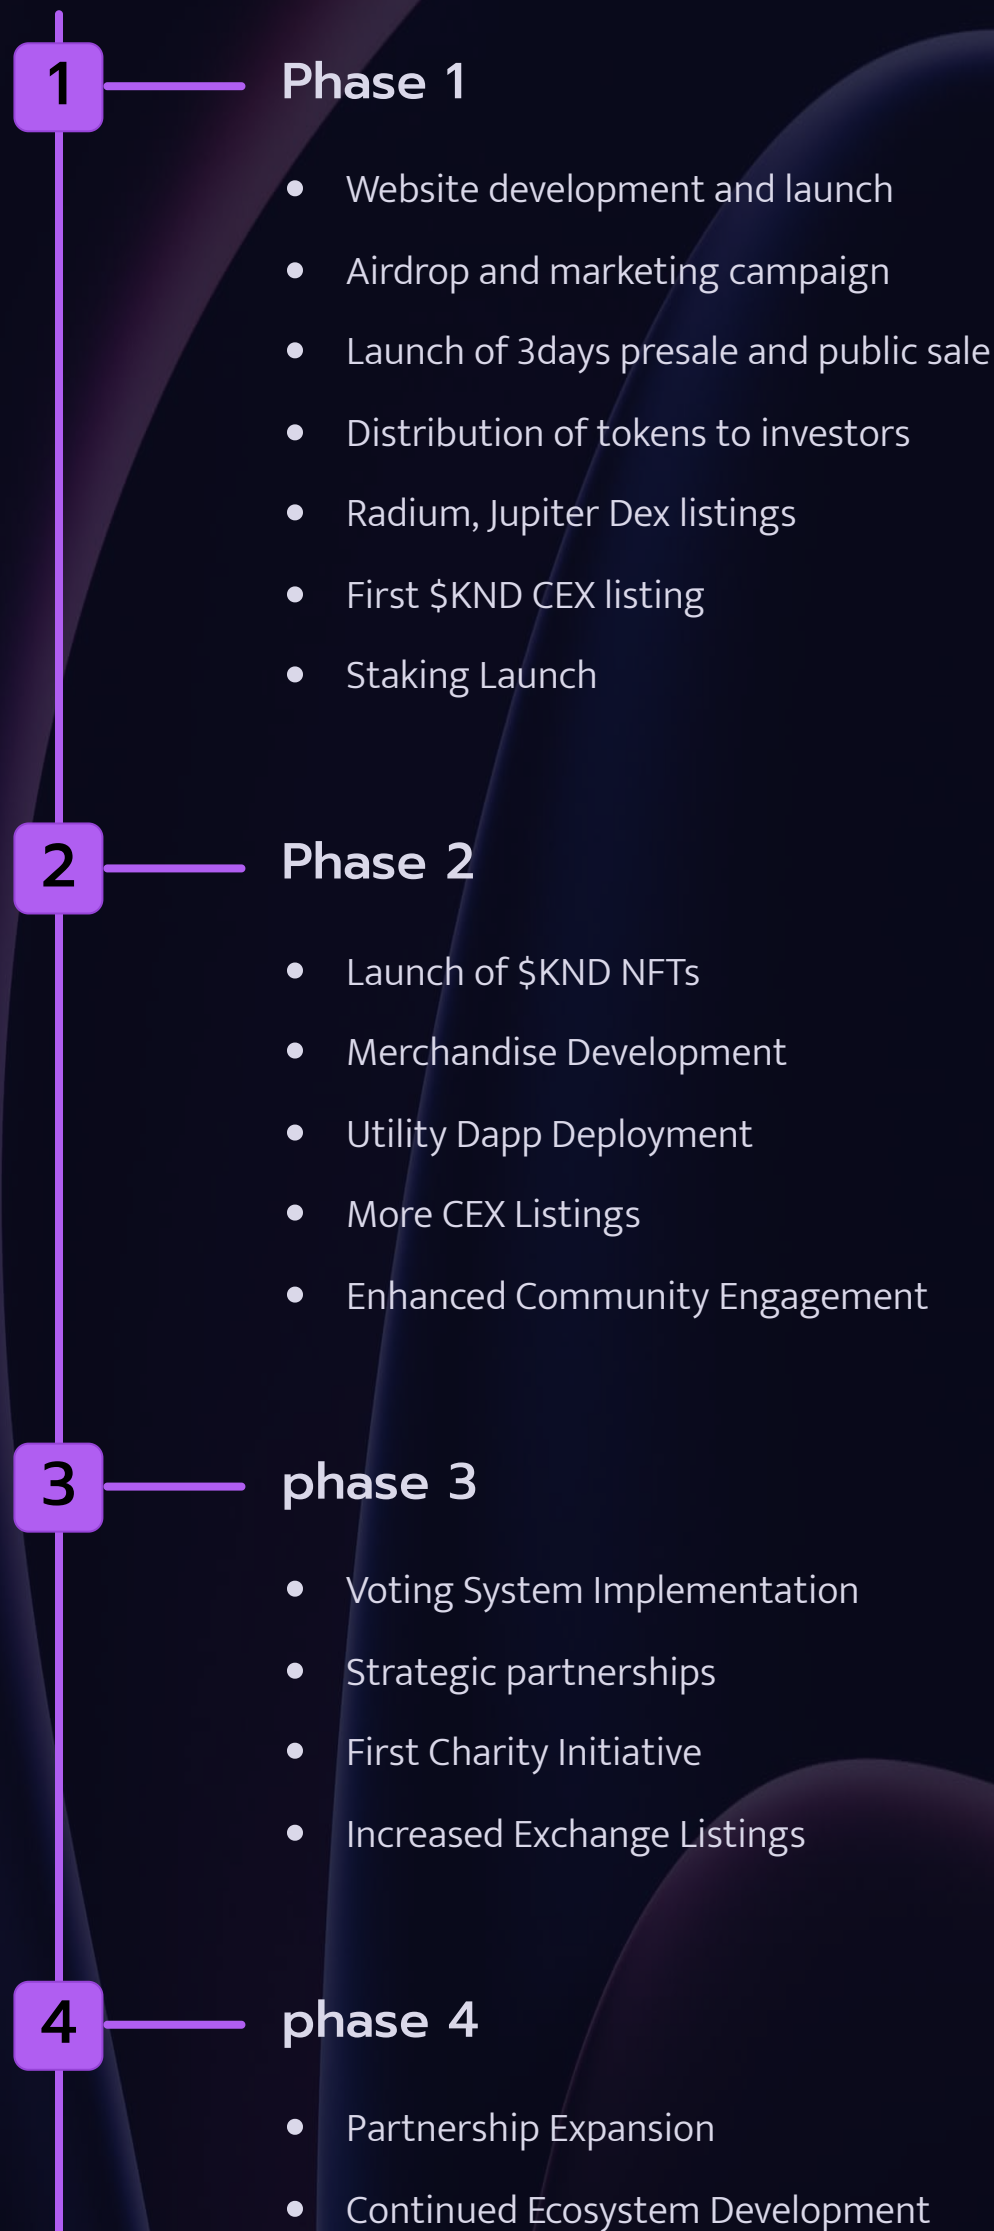 1
Phase 1
Website development and launch
Airdrop and marketing campaign
Launch of 3days presale and public sale
Distribution of tokens to investors
Radium, Jupiter Dex listings
First $KND CEX listing
Staking Launch
2
Phase 2
Launch of $KND NFTs
Merchandise Development
Utility Dapp Deployment
More CEX Listings
Enhanced Community Engagement
3
phase 3
Voting System Implementation
Strategic partnerships
First Charity Initiative
Increased Exchange Listings
4
phase 4
Partnership Expansion
Continued Ecosystem Development